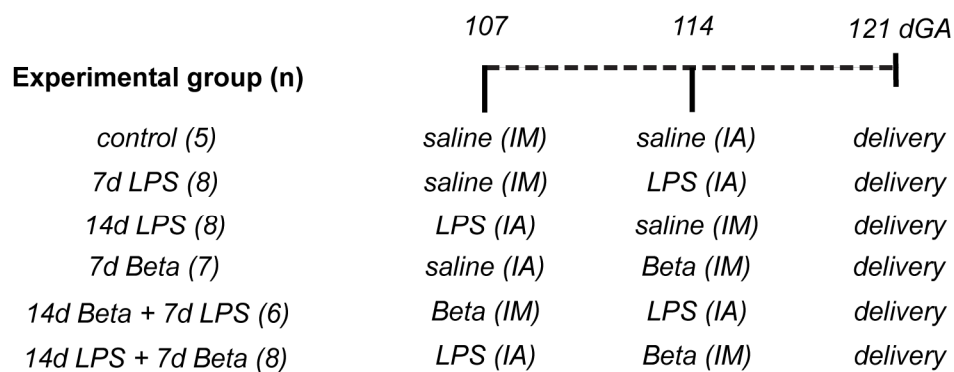 107 114 121 dGA
Experimental group (n)
control (5) saline (IM) saline (IA) delivery
7d LPS (8) saline (IM) LPS (IA) delivery
14d LPS (8) LPS (IA) saline (IM) delivery
7d Beta (7) saline (IA) Beta (IM) delivery
14d Beta + 7d LPS (6) Beta (IM) LPS (IA) delivery
14d LPS + 7d Beta (8) LPS (IA) Beta (IM) delivery